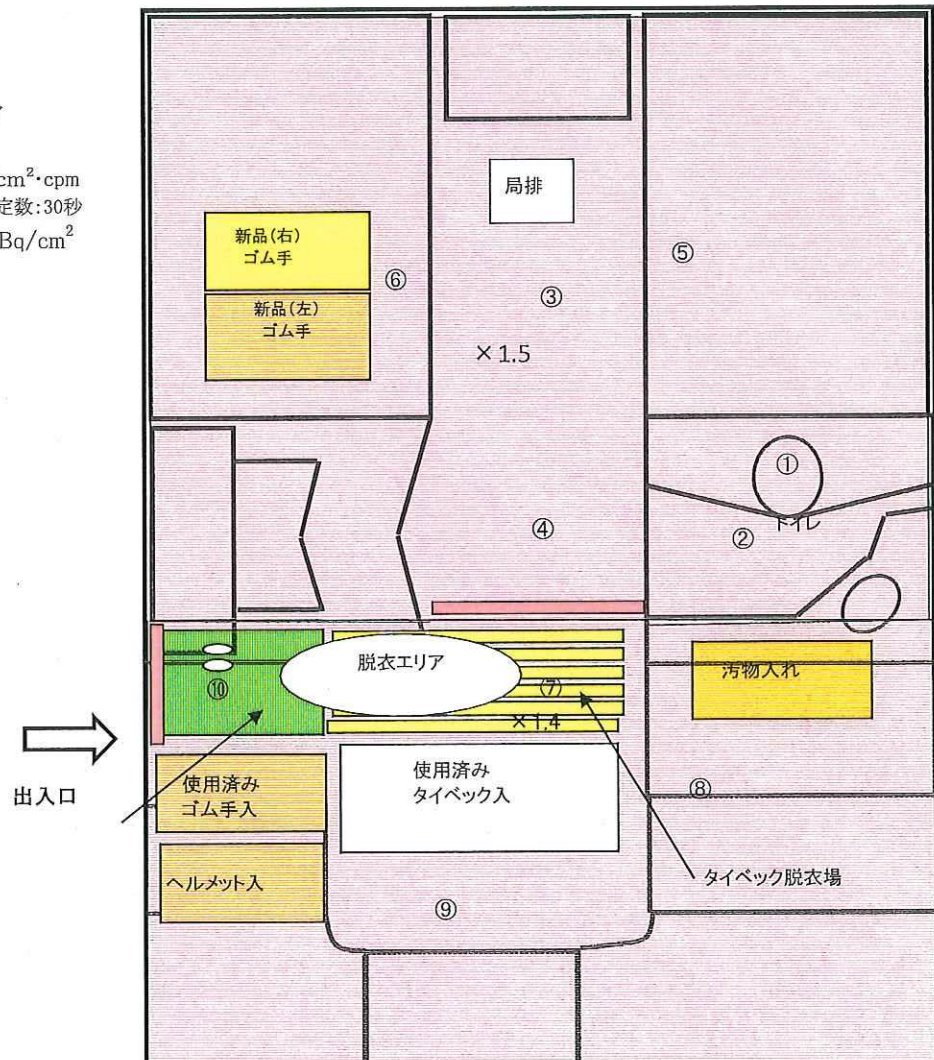 cm²・cpm
定数:30秒
Bq/cm²
局排
新品(右)
ゴム手
新品(左)
ゴム手
⑥
③
⑤
×1.5
①
④
②
トイレ
脱衣エリア
⑩
⑦
×1.4
汚物入れ
出入口
使用済み
ゴム手入
使用済み
タイベック入
⑧
ヘルメット入
タイベック脱衣場
⑨